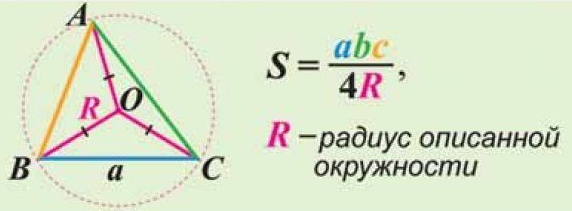 A
B
C
O
R
a
S = abc / 4R ,
R – радиус описанной
окружности